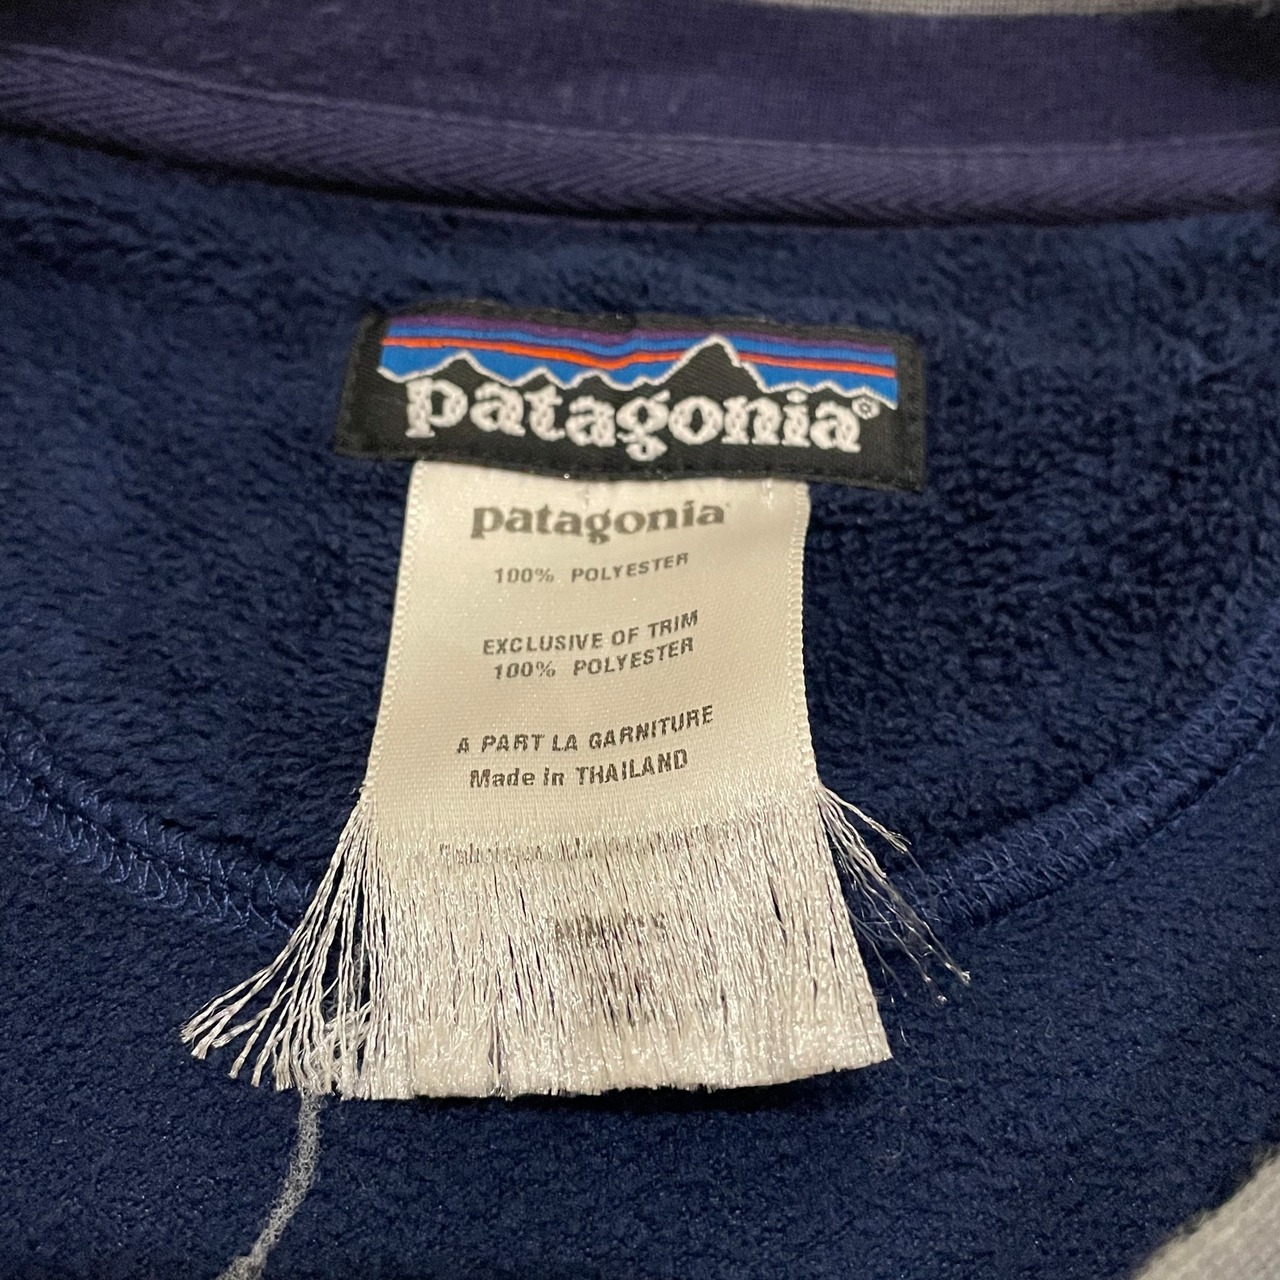 patagonia®
patagonia
100% POLYESTER
EXCLUSIVE OF TRIM
100% POLYESTER
A PART LA GARNITURE
Made in THAILAND